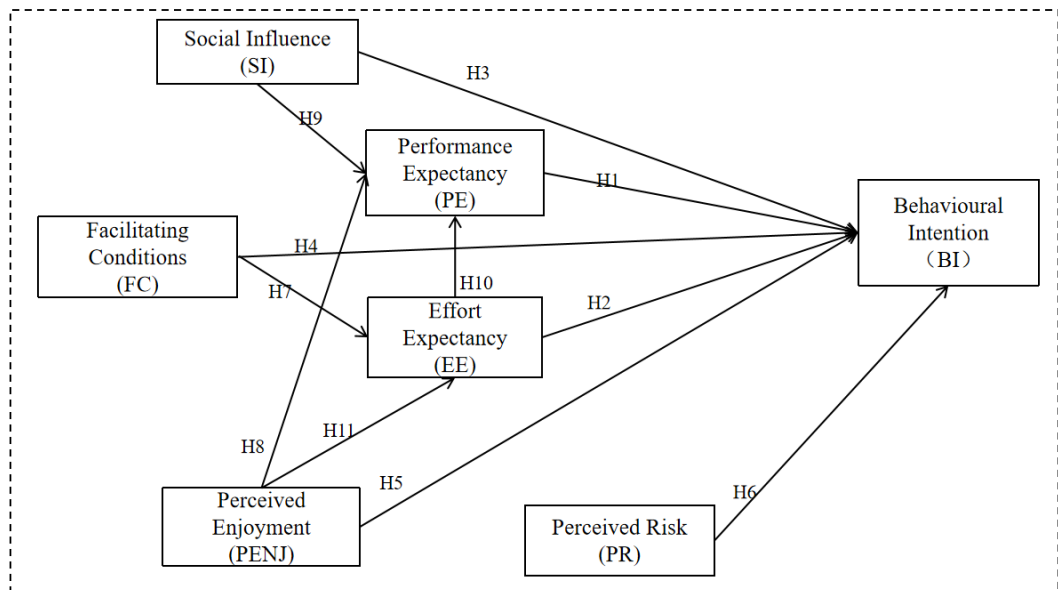 Social Influence
(SI)
H3
H9
Performance
Expectancy
(PE)
H1
Behavioural
Intention
（BI）
Facilitating
Conditions
(FC)
H4
H7
H10
Effort
Expectancy
(EE)
H2
H8
H11
H5
Perceived
Enjoyment
(PENJ)
H6
Perceived Risk
(PR)